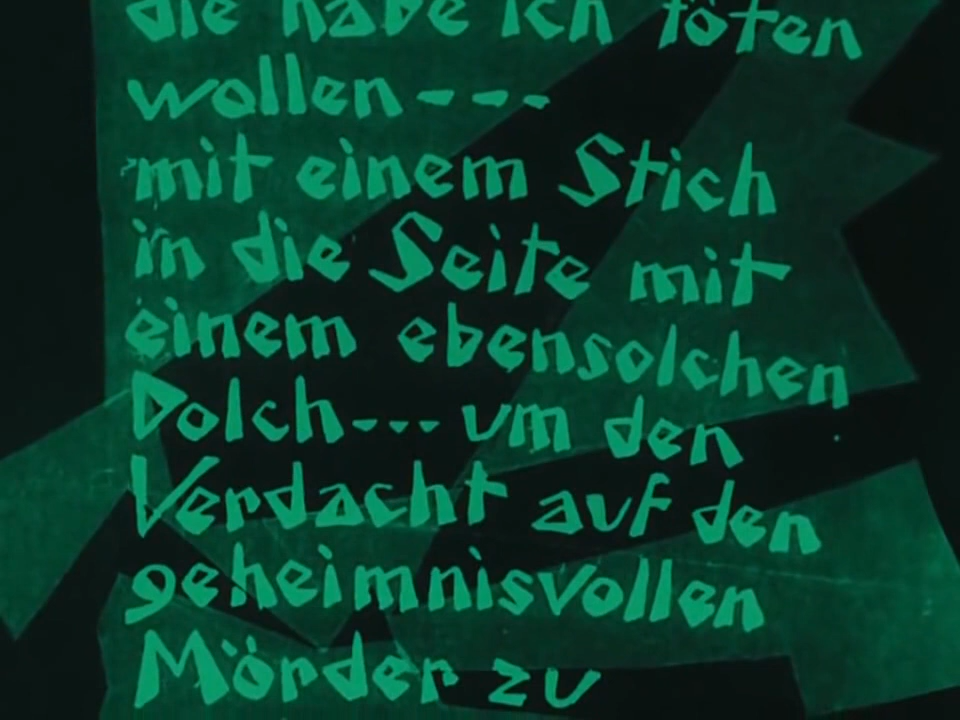 die habe ich töten
wollen---
mit einem Stich
in die Seite mit
einem ebensolchen
Dolch---um den
Verdacht auf den
geheimnisvollen
Mörder zu